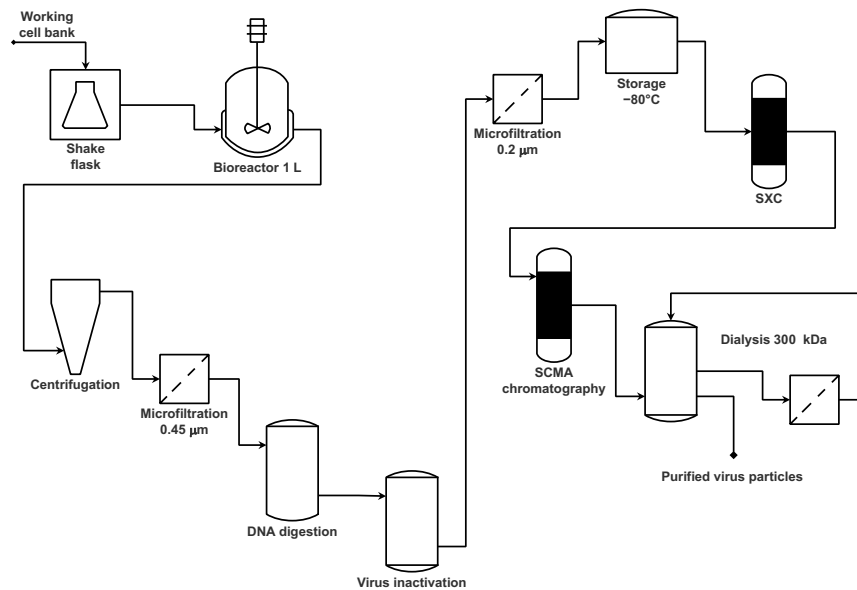 Working
cell bank
Shake
flask
Bioreactor 1 L
Centrifugation
Microfiltration
0.45 μm
DNA digestion
Virus inactivation
Microfiltration
0.2 μm
Storage
−80°C
SXC
SCMA
chromatography
Dialysis 300 kDa
Purified virus particles